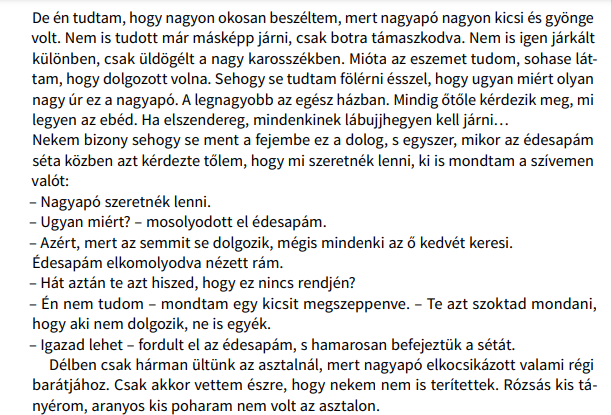 De én tudtam, hogy nagyon okosan beszéltem, mert nagyapó nagyon kicsi és gyönge
volt. Nem is tudott már másképp járni, csak botra támaszkodva. Nem is igen járkált
különben, csak üldögélt a nagy karosszékben. Mióta az eszemet tudom, sohase lát-
tam, hogy dolgozott volna. Sehogy se tudtam fölérni ésszel, hogy ugyan miért olyan
nagy úr ez a nagyapó. A legnagyobb az egész házban. Mindig őtőle kérdezik meg, mi
legyen az ebéd. Ha elszendereg, mindenkinek lábujjhegyen kell járni…
Nekem bizony sehogy se ment a fejembe ez a dolog, s egyszer, mikor az édesapám
séta közben azt kérdezte tőlem, hogy mi szeretnék lenni, ki is mondtam a szívemen
valót:
– Nagyapó szeretnék lenni.
– Ugyan miért? – mosolyodott el édesapám.
– Azért, mert az semmit se dolgozik, mégis mindenki az ő kedvét keresi.
Édesapám elkomolyodva nézett rám.
– Hát aztán te azt hiszed, hogy ez nincs rendjén?
– Én nem tudom – mondtam egy kicsit megszeppenve. – Te azt szoktad mondani,
hogy aki nem dolgozik, ne is egyék.
– Igazad lehet – fordult el az édesapám, s hamarosan befejeztük a sétát.
Délben csak hárman ültünk az asztalnál, mert nagyapó elkocsikázott valami régi
barátjához. Csak akkor vettem észre, hogy nekem nem is terítettek. Rózsás kis tá-
nyérom, aranyos kis poharam nem volt az asztalon.